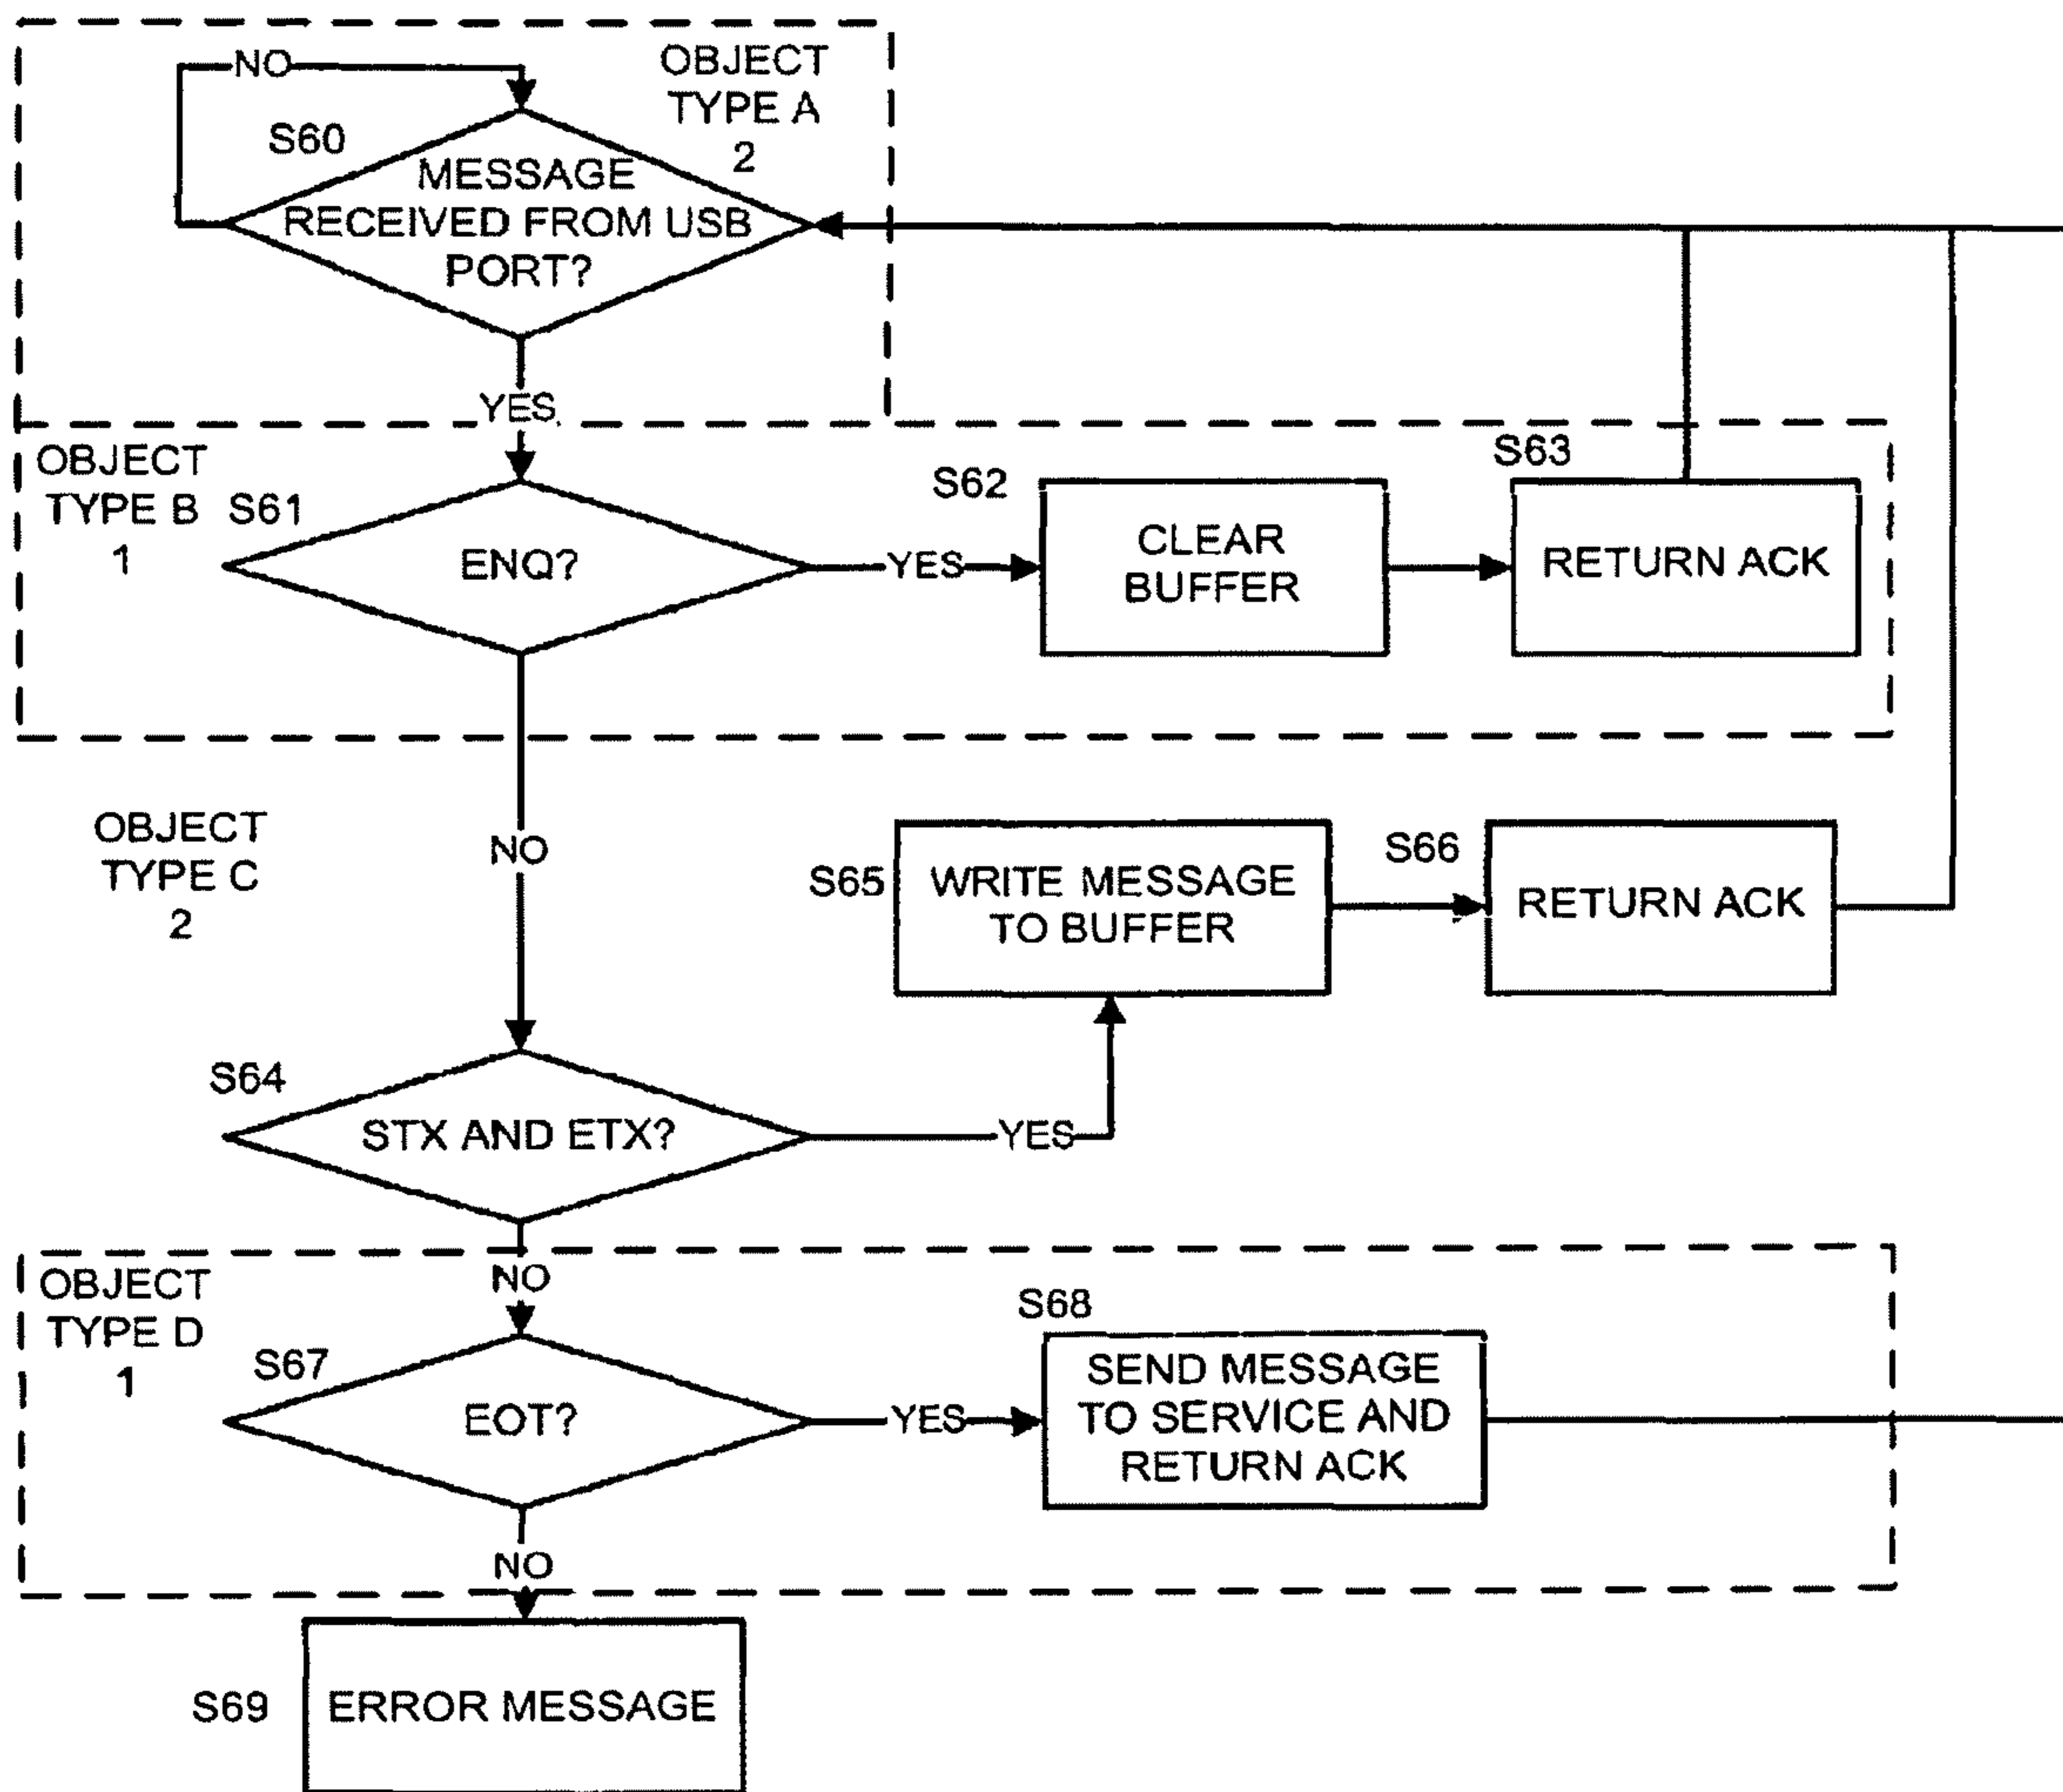 NO
OBJECT
TYPE A
2
S60
MESSAGE
RECEIVED FROM USB
PORT?
YES
OBJECT
TYPE B
1
S61
ENQ?
YES
S62
CLEAR
BUFFER
S63
RETURN ACK
NO
OBJECT
TYPE C
2
S65
WRITE MESSAGE
TO BUFFER
S66
RETURN ACK
S64
STX AND ETX?
YES
NO
OBJECT
TYPE D
1
S67
EOT?
YES
S68
SEND MESSAGE
TO SERVICE AND
RETURN ACK
NO
S69
ERROR MESSAGE